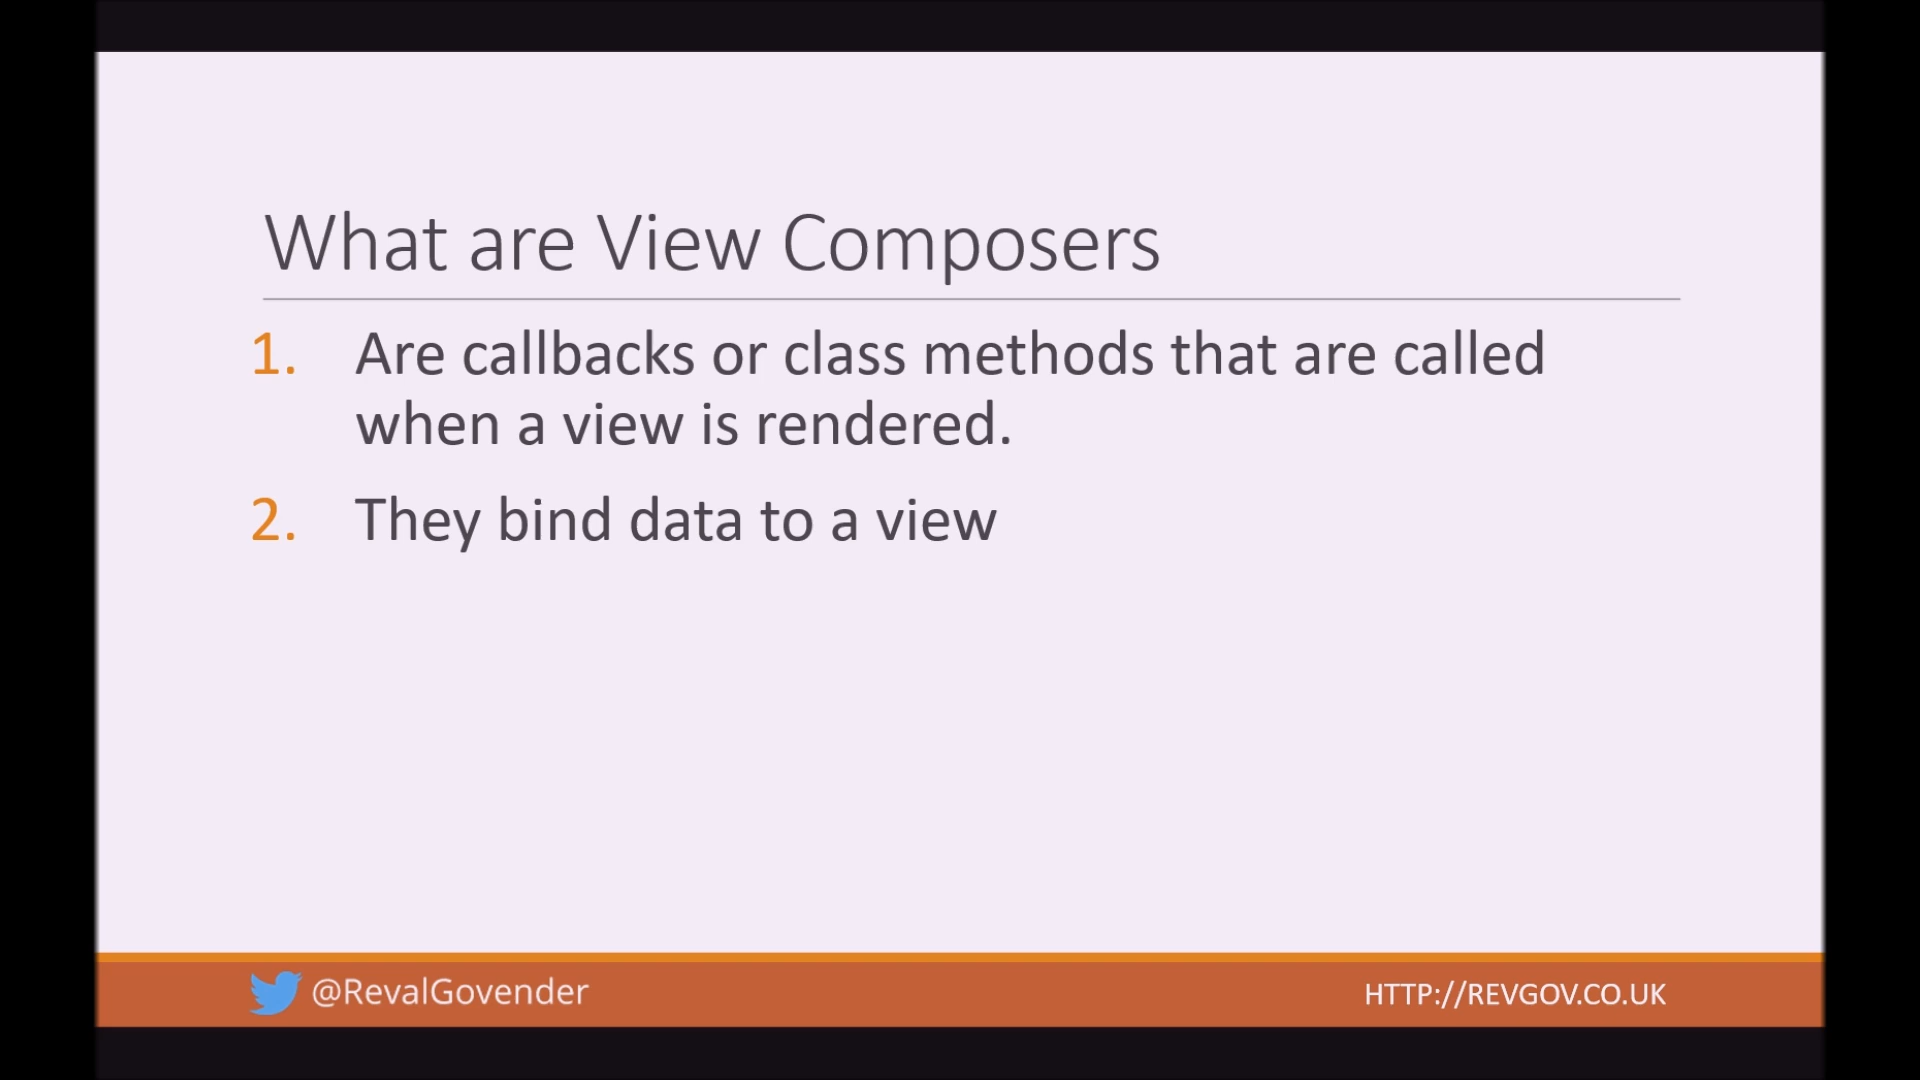 What are View Composers
1. Are callbacks or class methods that are called
when a view is rendered.
2. They bind data to a view
@RevalGovender
HTTP://REVGOV.CO.UK